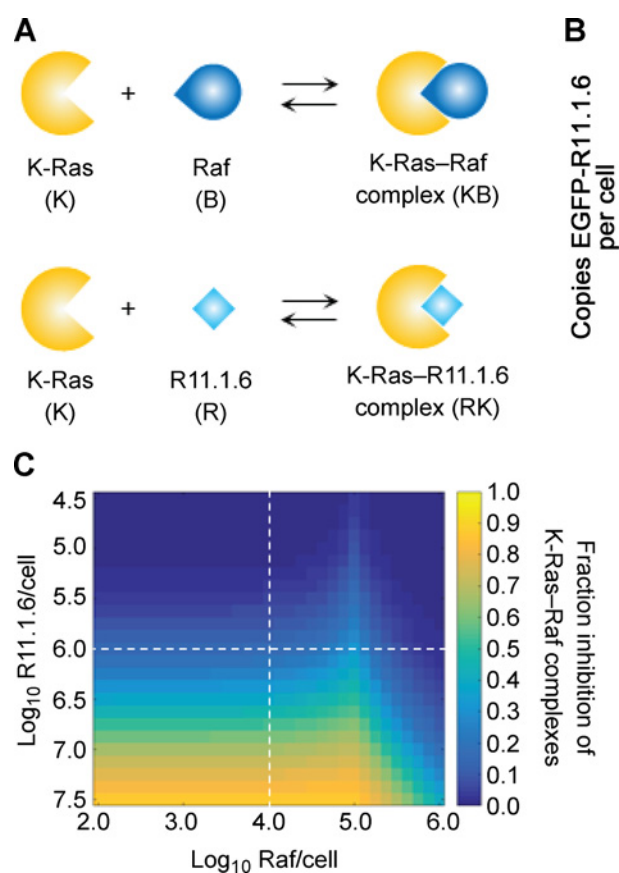 A
B
+
K-Ras
(K)
Raf
(B)
K-Ras–Raf
complex (KB)
+
K-Ras
(K)
R11.1.6
(R)
K-Ras–R11.1.6
complex (RK)
Copies EGFP-R11.1.6
per cell
C
Log₁₀ R11.1.6/cell
4.5
5.0
5.5
6.0
6.5
7.0
7.5
2.0 3.0 4.0 5.0 6.0
Log₁₀ Raf/cell
1.0
0.9
0.8
0.7
0.6
0.5
0.4
0.3
0.2
0.1
0.0
Fraction inhibition of
K-Ras–Raf complexes